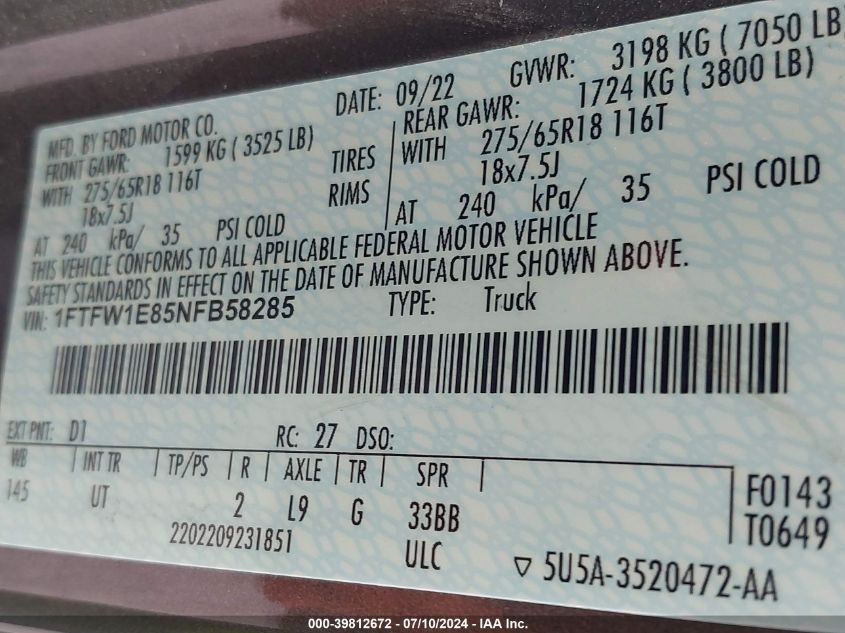 MFD. BY FORD MOTOR CO. DATE: 09/22 GVWR: 3198 KG ( 7050 LB)
FRONT GAWR: 1599 KG ( 3525 LB) REAR GAWR: 1724 KG ( 3800 LB)
WITH 275/65R18 116T TIRES WITH 275/65R18 116T
18x7.5J RIMS 18x7.5J
AT 240 kPa/ 35 PSI COLD AT 240 kPa/ 35 PSI COLD
THIS VEHICLE CONFORMS TO ALL APPLICABLE FEDERAL MOTOR VEHICLE
SAFETY STANDARDS IN EFFECT ON THE DATE OF MANUFACTURE SHOWN ABOVE.
VIN: 1FTFW1E85NFB58285 TYPE: Truck
EXT PNT: D1 RC: 27 DSO:
WB INT TR TP/PS R AXLE TR SPR
145 UT 2 L9 G 33BB
F0143
T0649
2202209231851 ULC
▽ 5U5A-3520472-AA
000-39812672 / 07/10/2024 - IAA Inc.